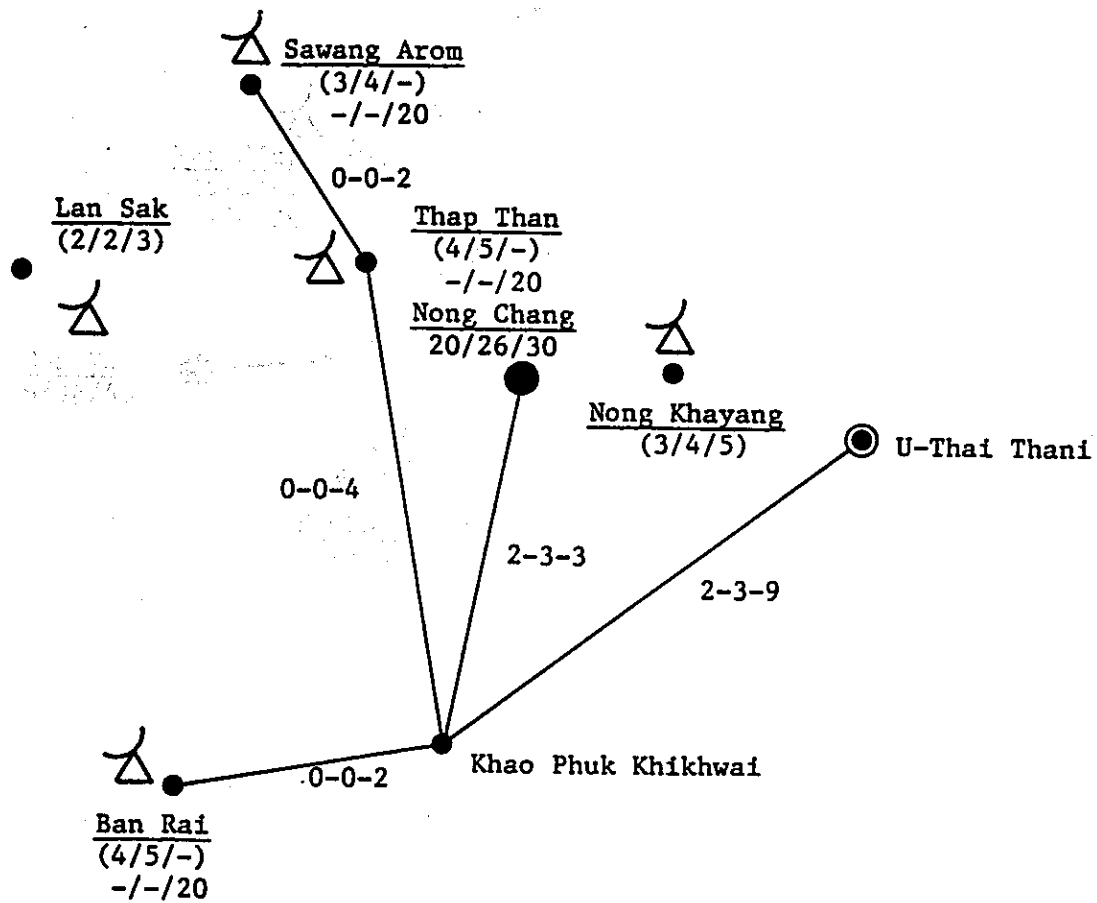 Sawang Arom
(3/4/-)
-/-/20
0-0-2
Lan Sak
(2/2/3)
Thap Than
(4/5/-)
-/-/20
Nong Chang
20/26/30
Nong Khayang
(3/4/5)
U-Thai Thani
0-0-4
2-3-3
2-3-9
Khao Phuk Khikhwai
0-0-2
Ban Rai
(4/5/-)
-/-/20